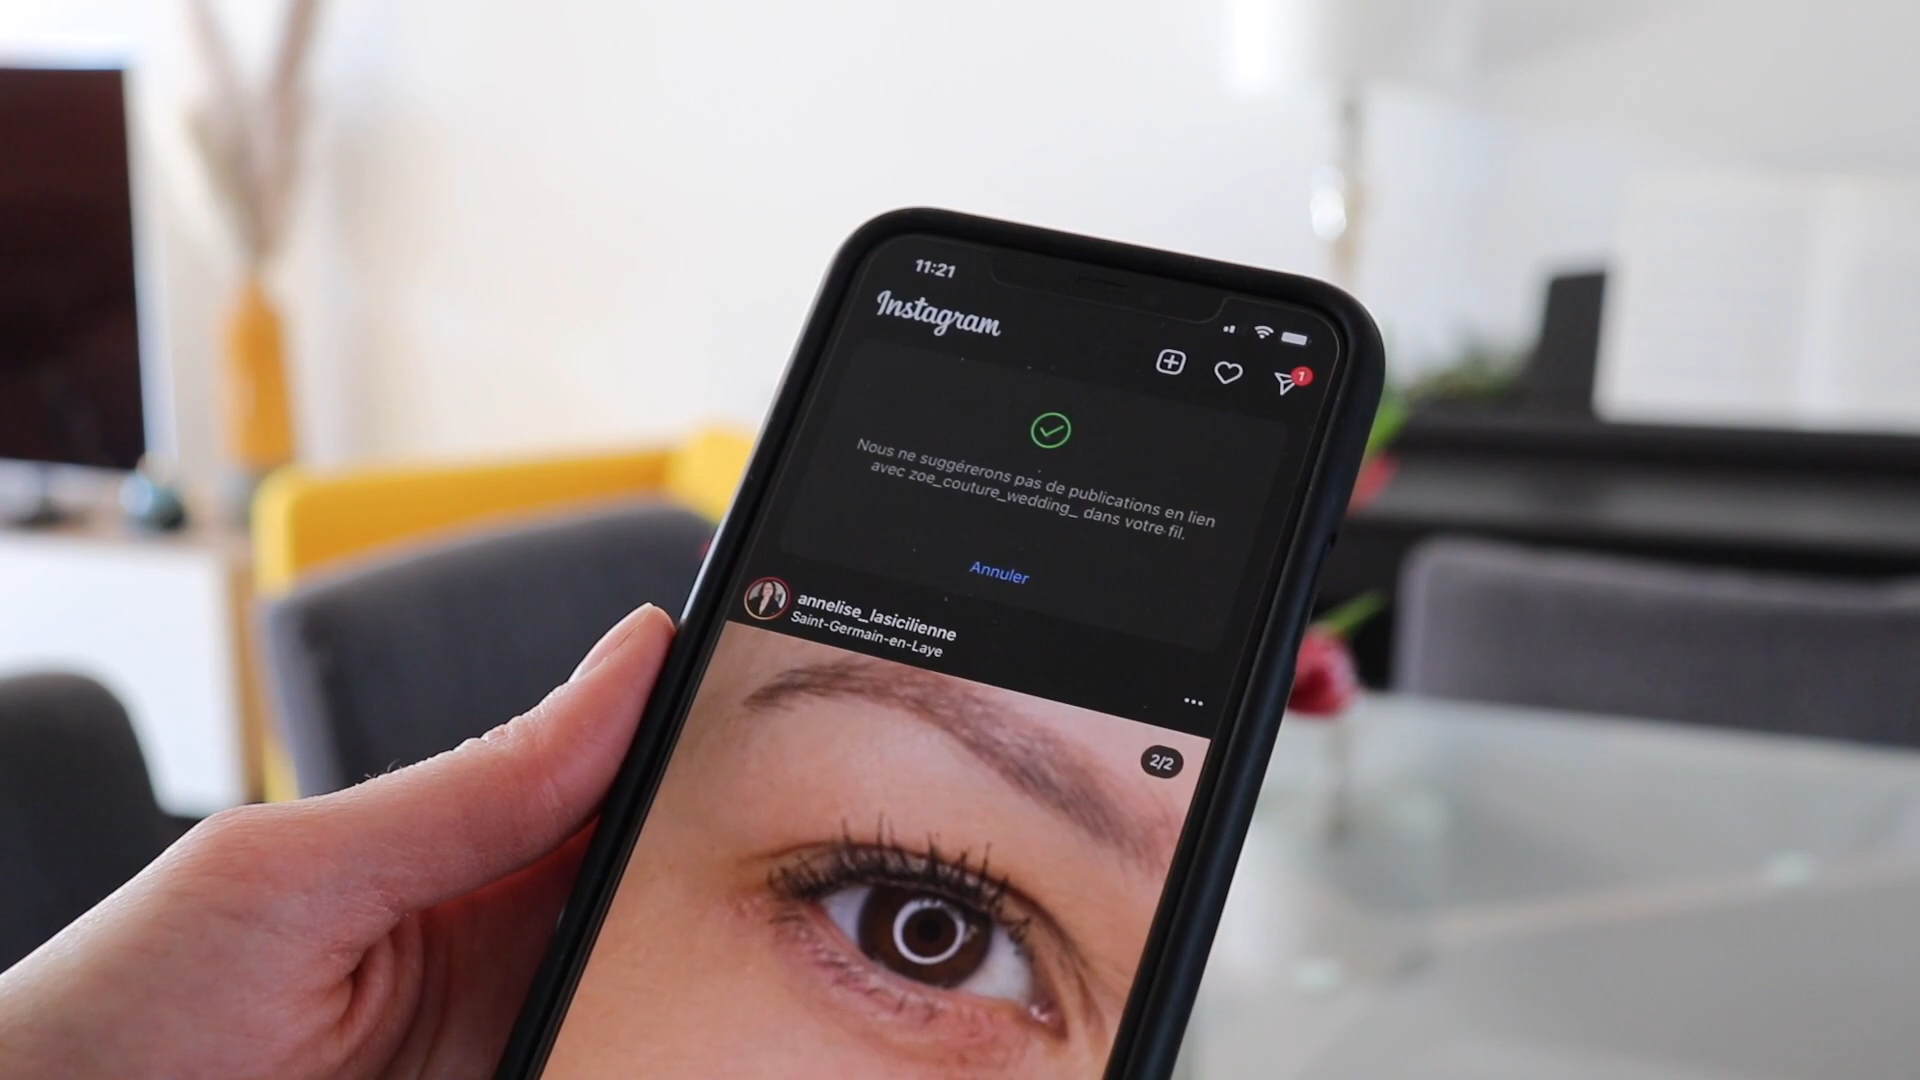 11:21
Instagram
1
Nous ne suggérerons pas de publications en lien
avec zoe_couture_wedding_ dans votre fil.
Annuler
annelise_lasicilienne
Saint-Germain-en-Laye
2/2